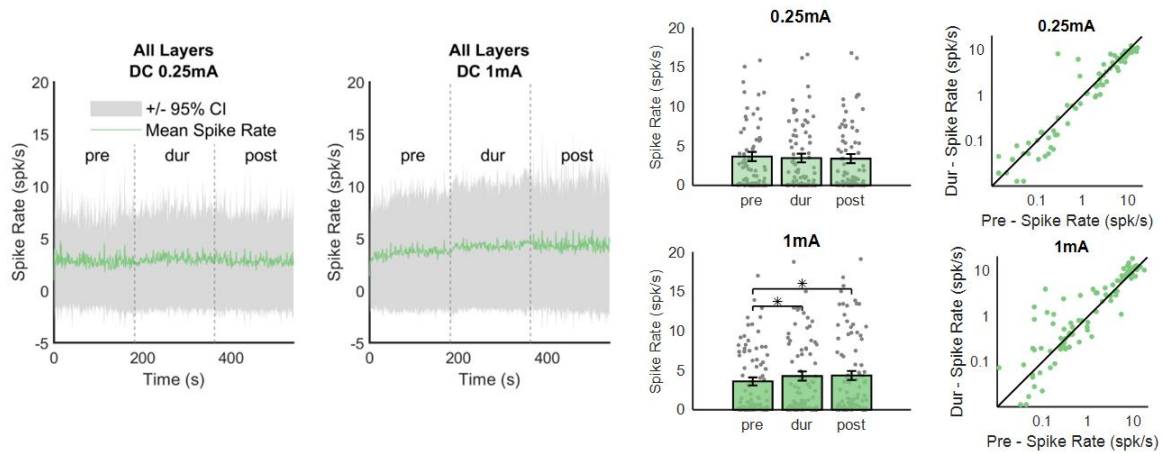 All Layers
DC 0.25mA
Spike Rate (spk/s)
20
15
10
5
0
-5
+/- 95% CI
Mean Spike Rate
pre
dur
post
0
200
400
Time (s)
All Layers
DC 1mA
Spike Rate (spk/s)
20
15
10
5
0
-5
pre
dur
post
0
200
400
Time (s)
0.25mA
Spike Rate (spk/s)
20
15
10
5
0
pre
dur
post
0.25mA
Dur - Spike Rate (spk/s)
10
1
0.1
0.1
1
10
Pre - Spike Rate (spk/s)
1mA
Spike Rate (spk/s)
20
15
10
5
0
*
*
pre
dur
post
1mA
Dur - Spike Rate (spk/s)
10
1
0.1
0.1
1
10
Pre - Spike Rate (spk/s)